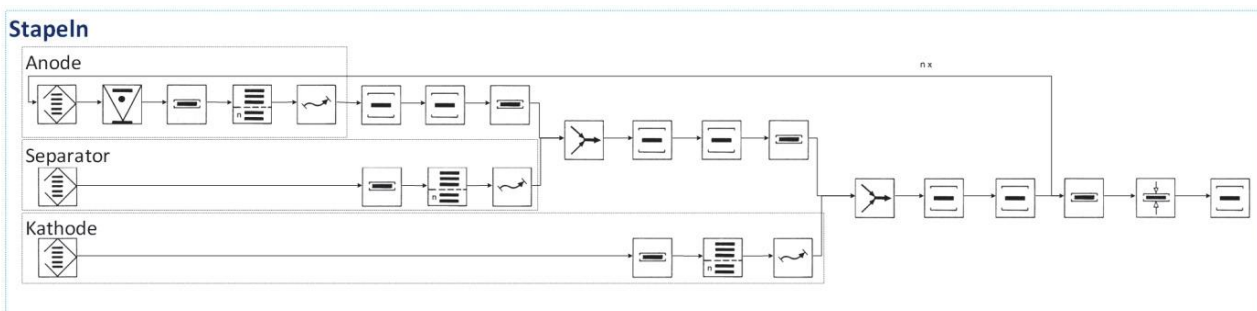 Stapeln
Anode
n x
n
Separator
n
Kathode
n